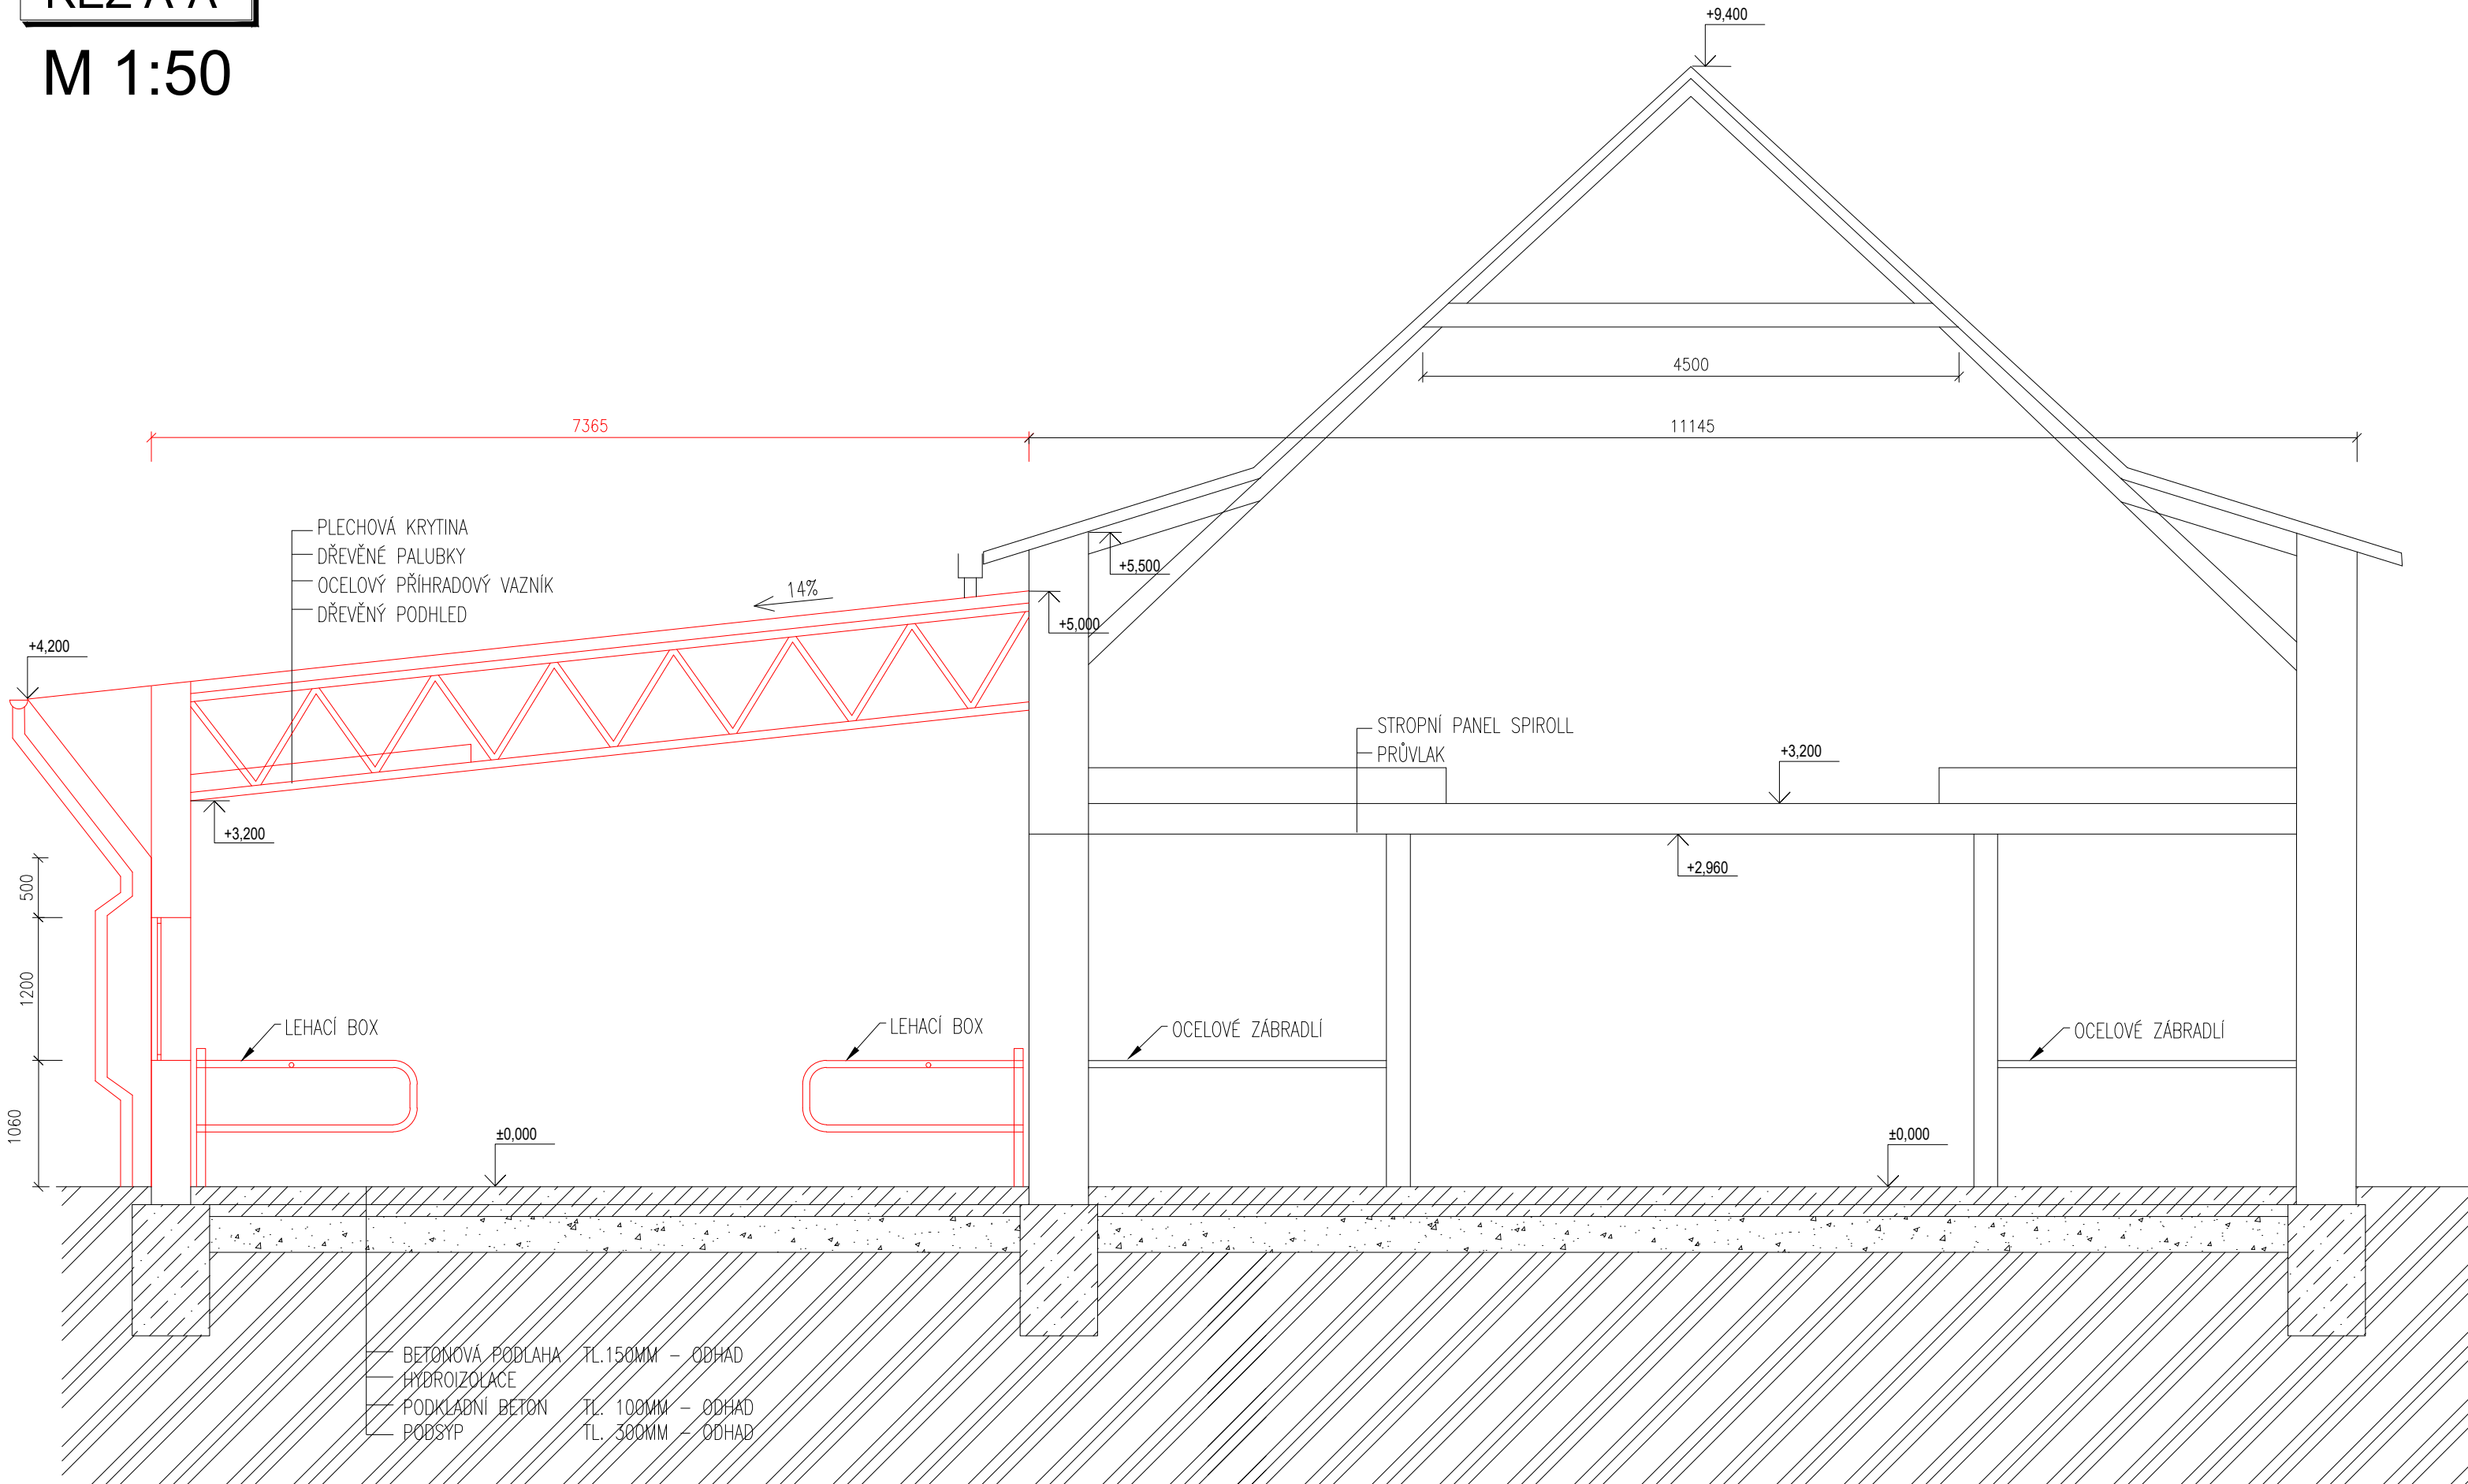 ŘEZ A-A
M 1:50
+9,400
4500
7365
11145
PLECHOVÁ KRYTINA
DŘEVĚNÉ PALUBKY
OCELOVÝ PŘÍHRADOVÝ VAZNÍK
DŘEVĚNÝ PODHLED
14%
+5,500
+5,000
+4,200
STROPNÍ PANEL SPIROLL
PRŮVLAK
+3,200
+3,200
+2,960
500
1200
1060
LEHACÍ BOX
LEHACÍ BOX
OCELOVÉ ZÁBRADLÍ
OCELOVÉ ZÁBRADLÍ
±0,000
±0,000
BETONOVÁ PODLAHA TL.150MM - ODHAD
HYDROIZOLACE
PODKLADNÍ BETON TL. 100MM - ODHAD
PODSYP TL. 300MM - ODHAD